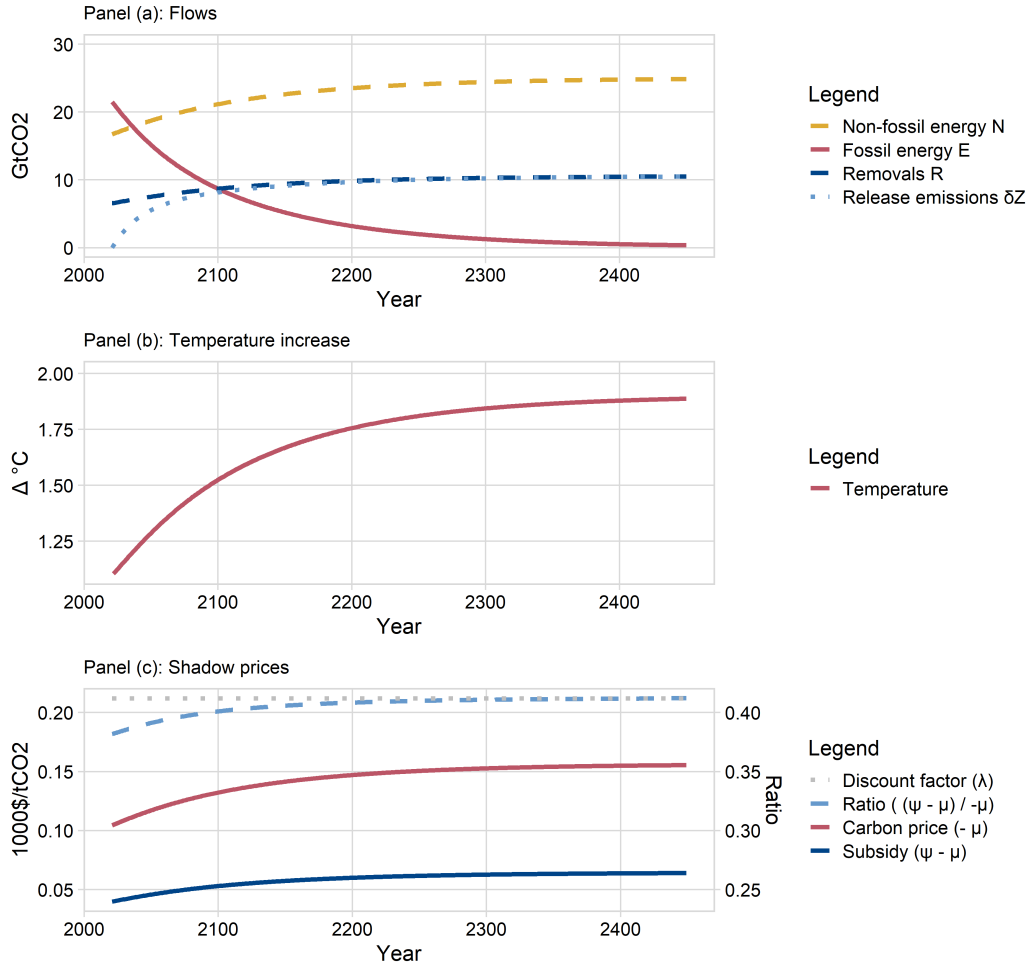 Panel (a): Flows
30
20
10
0
GtCO2
2000
2100
2200
2300
2400
Year
Legend
Non-fossil energy N
Fossil energy E
Removals R
Release emissions δZ
Panel (b): Temperature increase
2.00
1.75
1.50
1.25
Δ °C
2000
2100
2200
2300
2400
Year
Legend
Temperature
Panel (c): Shadow prices
0.20
0.15
0.10
0.05
1000$/tCO2
0.40
0.35
0.30
0.25
Ratio
2000
2100
2200
2300
2400
Year
Legend
Discount factor (λ)
Ratio ( (ψ - μ) / -μ)
Carbon price (- μ)
Subsidy (ψ - μ)